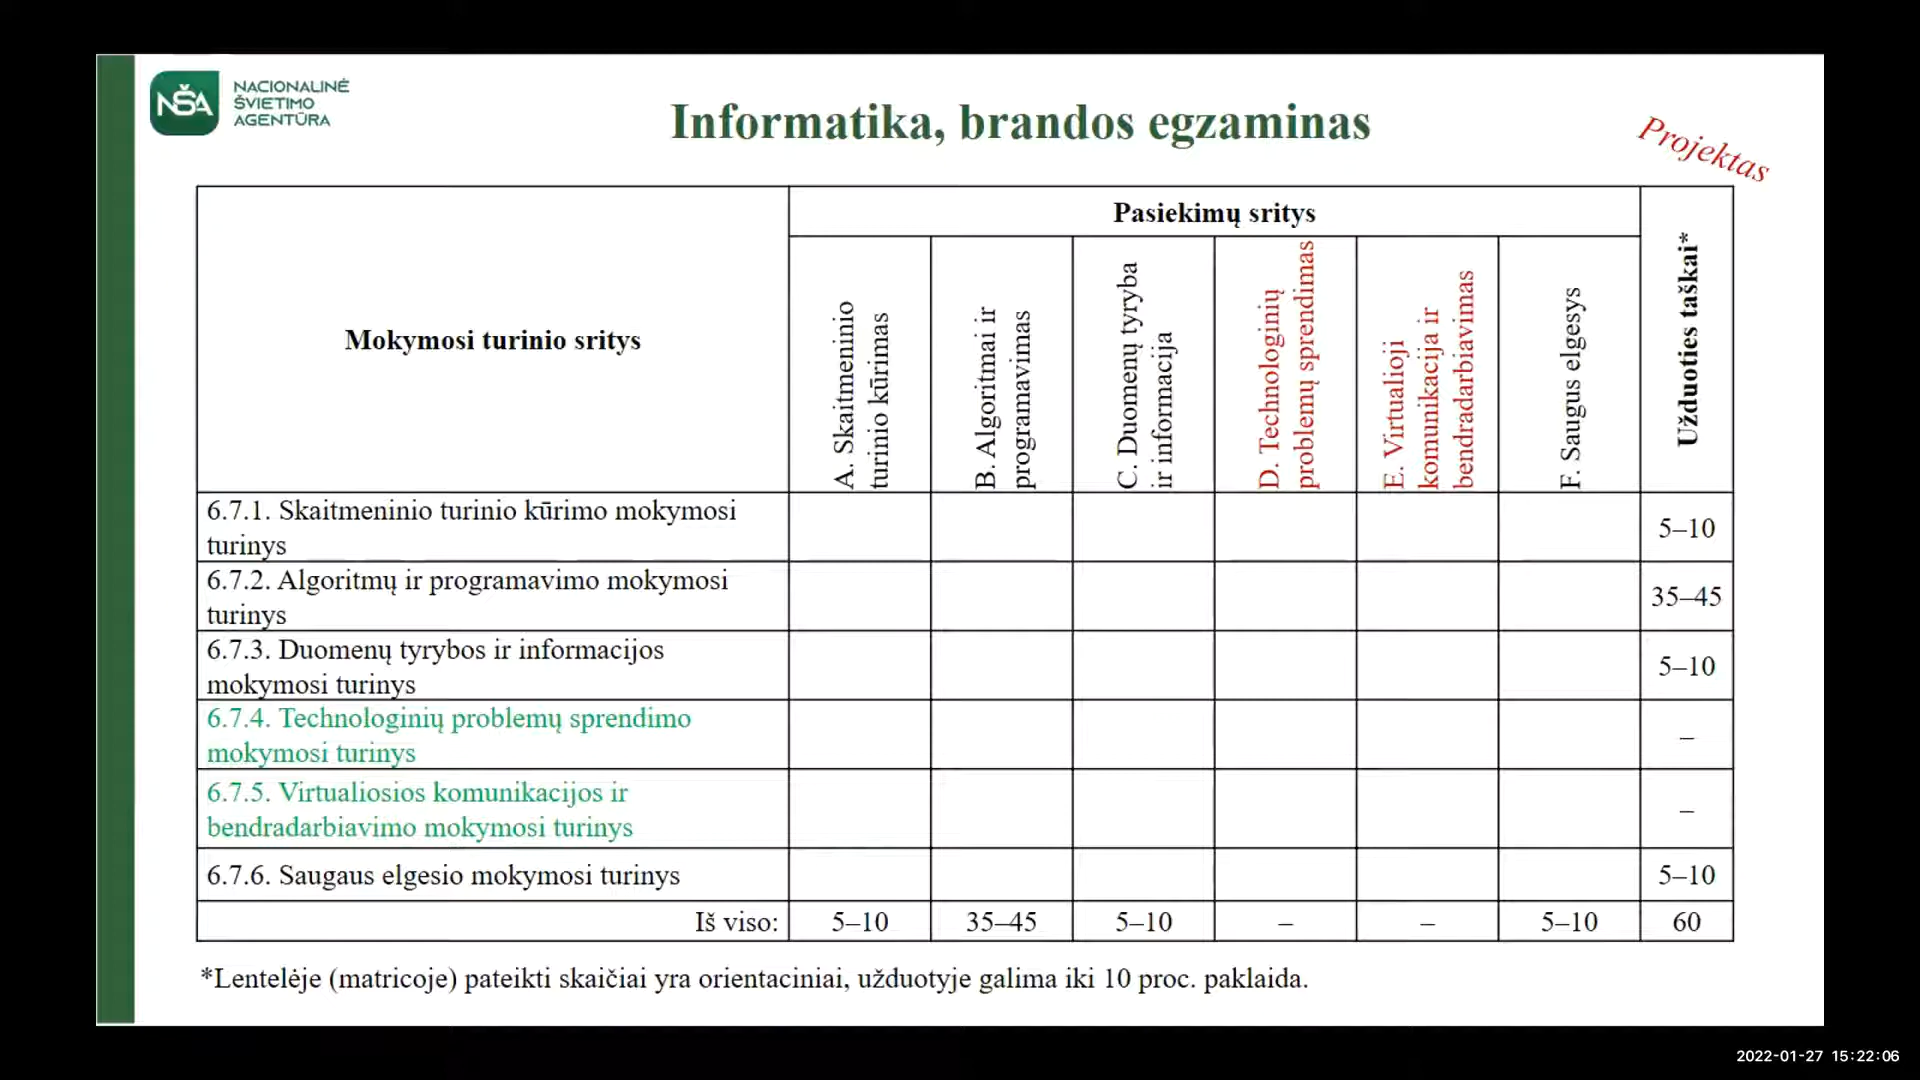 NŠA
NACIONALINĖ
ŠVIETIMO
AGENTŪRA
Informatika, brandos egzaminas
Projektas
Mokymosi turinio sritys
Pasiekimų sritys
A. Skaitmeninio
turinio kūrimas
B. Algoritmai ir
programavimas
C. Duomenų tyryba
ir informacija
D. Technologinių
problemų sprendimas
E. Virtualioji
komunikacija ir
bendradarbiavimas
F. Saugus elgesys
Užduoties taškai*
6.7.1. Skaitmeninio turinio kūrimo mokymosi
turinys
5–10
6.7.2. Algoritmų ir programavimo mokymosi
turinys
35–45
6.7.3. Duomenų tyrybos ir informacijos
mokymosi turinys
5–10
6.7.4. Technologinių problemų sprendimo
mokymosi turinys
–
6.7.5. Virtualiosios komunikacijos ir
bendradarbiavimo mokymosi turinys
–
6.7.6. Saugaus elgesio mokymosi turinys
5–10
Iš viso: 5–10 35–45 5–10 – – 5–10 60
*Lentelėje (matricoje) pateikti skaičiai yra orientaciniai, užduotyje galima iki 10 proc. paklaida.
2022-01-27 15:22:06